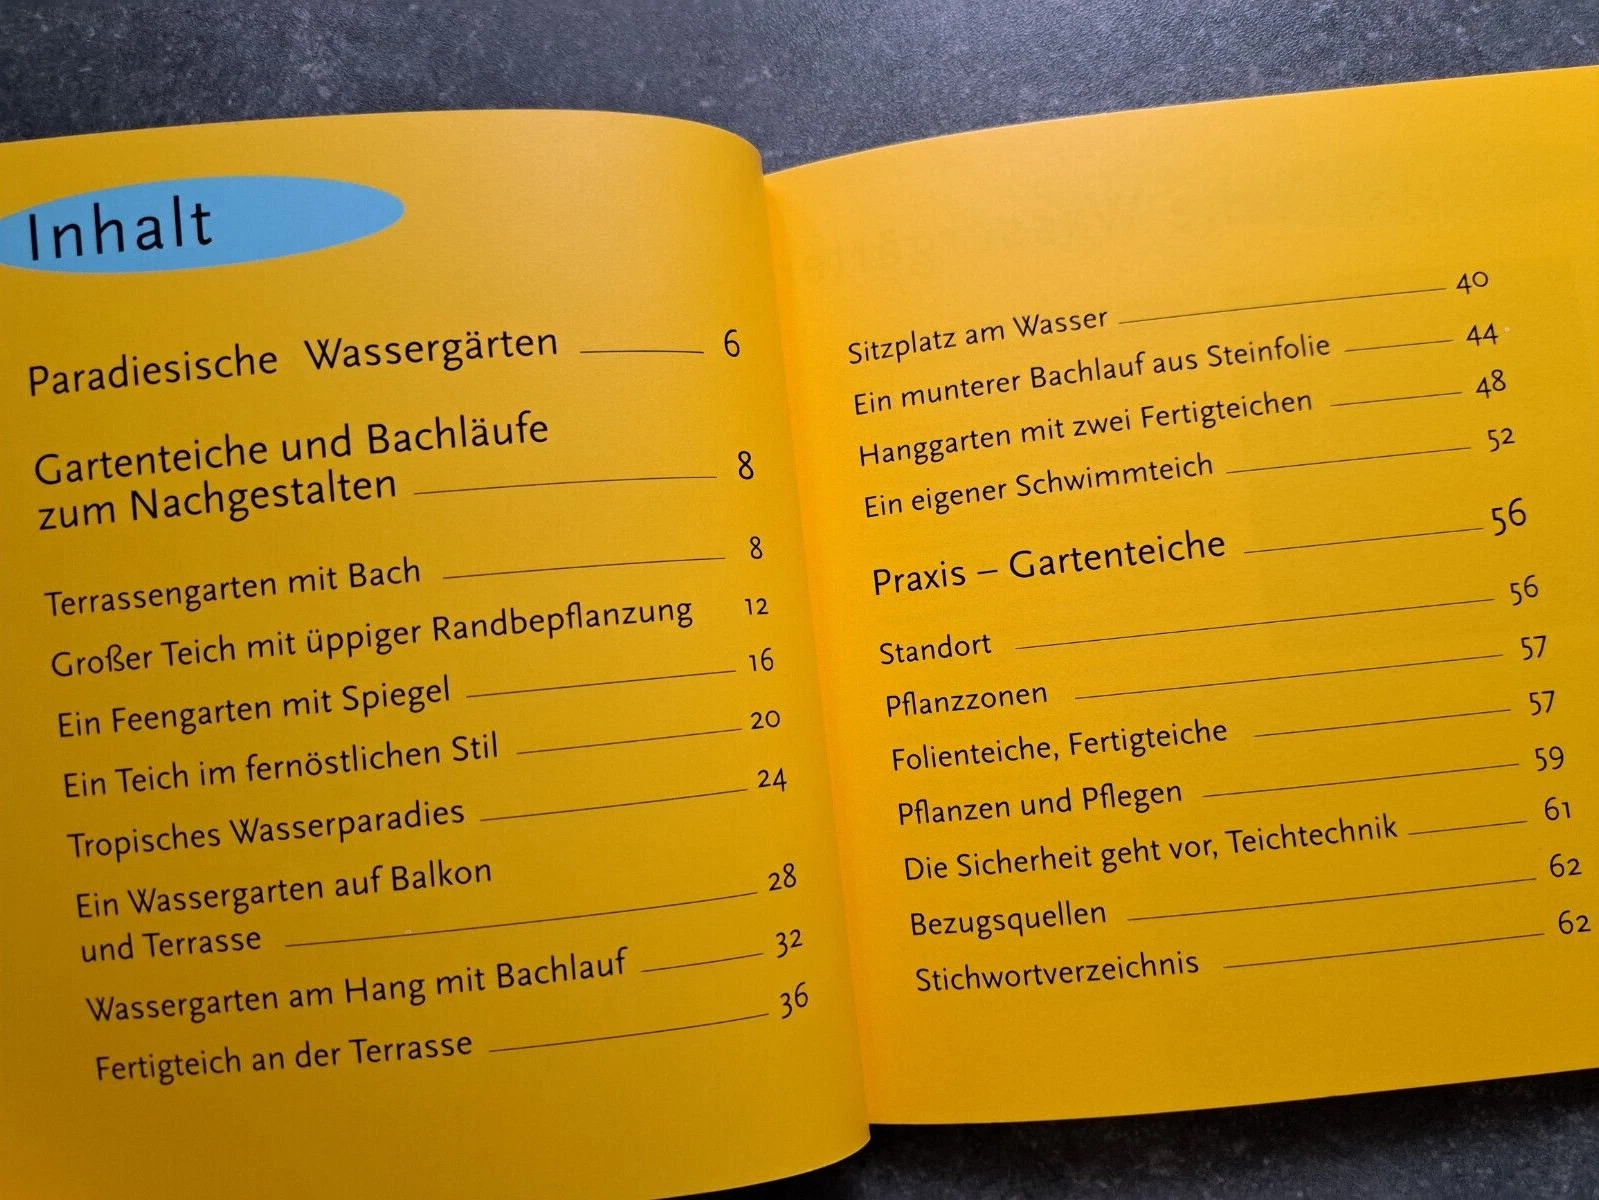 Inhalt
Paradiesische Wassergärten 6
Gartenteiche und Bachläufe
zum Nachgestalten 8
Terrassengarten mit Bach 8
Großer Teich mit üppiger Randbepflanzung 12
Ein Feengarten mit Spiegel 16
Ein Teich im fernöstlichen Stil 20
Tropisches Wasserparadies 24
Ein Wassergarten auf Balkon
und Terrasse 28
Wassergarten am Hang mit Bachlauf 32
Fertigteich an der Terrasse 36
Sitzplatz am Wasser 40
Ein munterer Bachlauf aus Steinfolie 44
Hanggarten mit zwei Fertigteichen 48
Ein eigener Schwimmteich 52
Praxis – Gartenteiche 56
Standort 56
Pflanzzonen 57
Folienteiche, Fertigteiche 57
Pflanzen und Pflegen 59
Die Sicherheit geht vor, Teichtechnik 61
Bezugsquellen 62
Stichwortverzeichnis 62